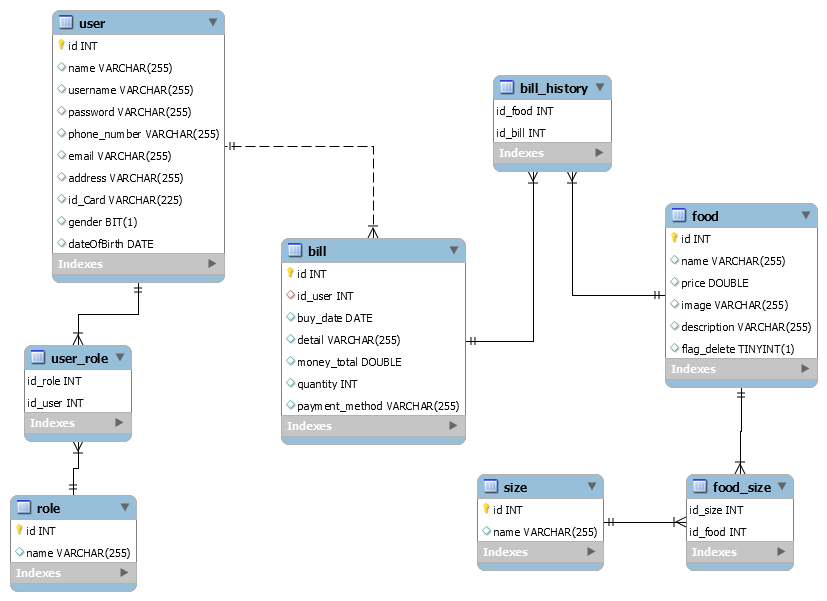 user
id INT
name VARCHAR(255)
username VARCHAR(255)
password VARCHAR(255)
phone_number VARCHAR(255)
email VARCHAR(255)
address VARCHAR(255)
id_Card VARCHAR(225)
gender BIT(1)
dateOfBirth DATE
Indexes
bill_history
id_food INT
id_bill INT
Indexes
food
id INT
name VARCHAR(255)
price DOUBLE
image VARCHAR(255)
description VARCHAR(255)
flag_delete TINYINT(1)
Indexes
bill
id INT
id_user INT
buy_date DATE
detail VARCHAR(255)
money_total DOUBLE
quantity INT
payment_method VARCHAR(255)
Indexes
user_role
id_role INT
id_user INT
Indexes
role
id INT
name VARCHAR(255)
Indexes
size
id INT
name VARCHAR(255)
Indexes
food_size
id_size INT
id_food INT
Indexes